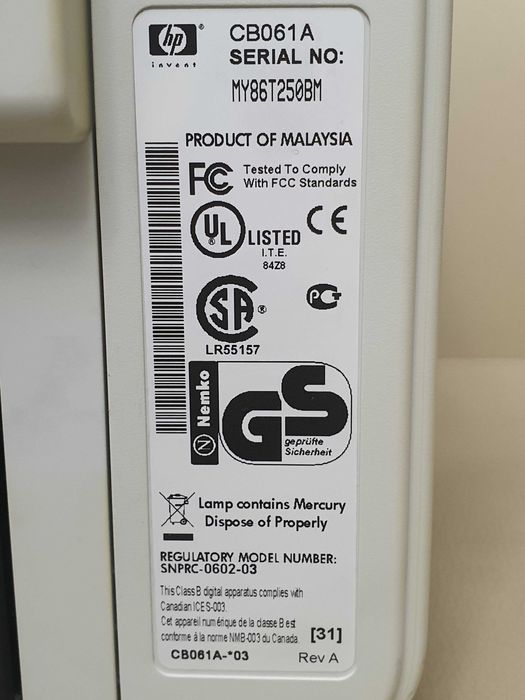 hp
invent
CB061A
SERIAL NO:
MY86T250BM
PRODUCT OF MALAYSIA
FC
Tested To Comply
With FCC Standards
UL
®
LISTED
I.T.E.
84Z8
CE
SA
®
LR55157
PCT
N Nemko
GS
geprüfte
Sicherheit
Lamp contains Mercury
Dispose of Properly
REGULATORY MODEL NUMBER:
SNPRC-0602-03
This Class B digital apparatus complies with
Canadian ICES-003.
Cet appareil numérique de la classe B est
conforme à la norme NMB-003 du Canada.
[31]
CB061A-*03
Rev A